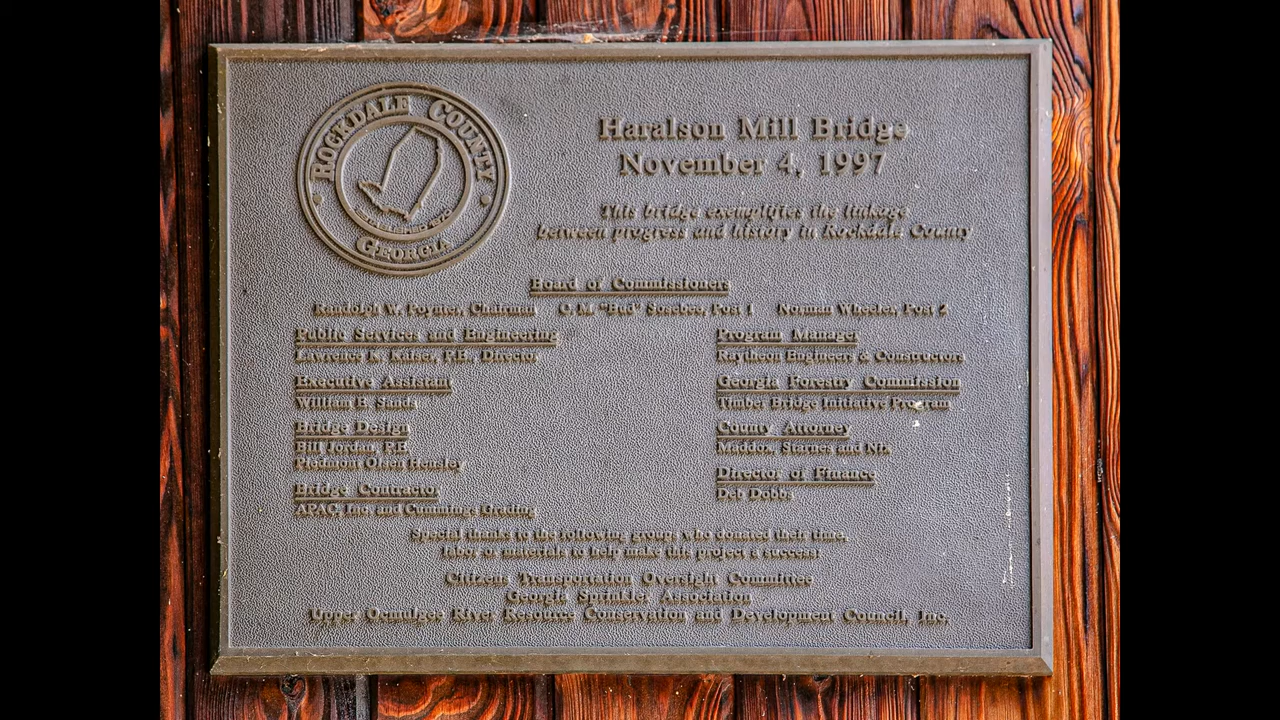 ROCKDALE COUNTY
GEORGIA
Haralson Mill Bridge
November 4, 1997
This bridge exemplifies the linkage
between progress and history in Rockdale County
Board of Commissioners
Randolph W. Poynter, Chairman O. M. "Bud" Sosebee, Post 1 Norman Wheeler, Post 2
Public Services and Engineering
Lawrence L. Kaiser, P.E., Director
Executive Assistant
William E. Sands
Bridge Design
Bill Jordan, P.E.
Piedmont Olsen Hensley
Bridge Contractor
APAC, Inc. and Cummings Grading
Program Manager
Raytheon Engineers & Constructors
Georgia Forestry Commission
Timber Bridge Initiative Program
County Attorney
Maddox, Starnes and Nix
Director of Finance
Deb Dobbs
Special thanks to the following groups who donated their time,
labor or materials to help make this project a success:
Citizens Transportation Oversight Committee
Georgia Sprinkler Association
Upper Ocmulgee River Resource Conservation and Development Council, Inc.